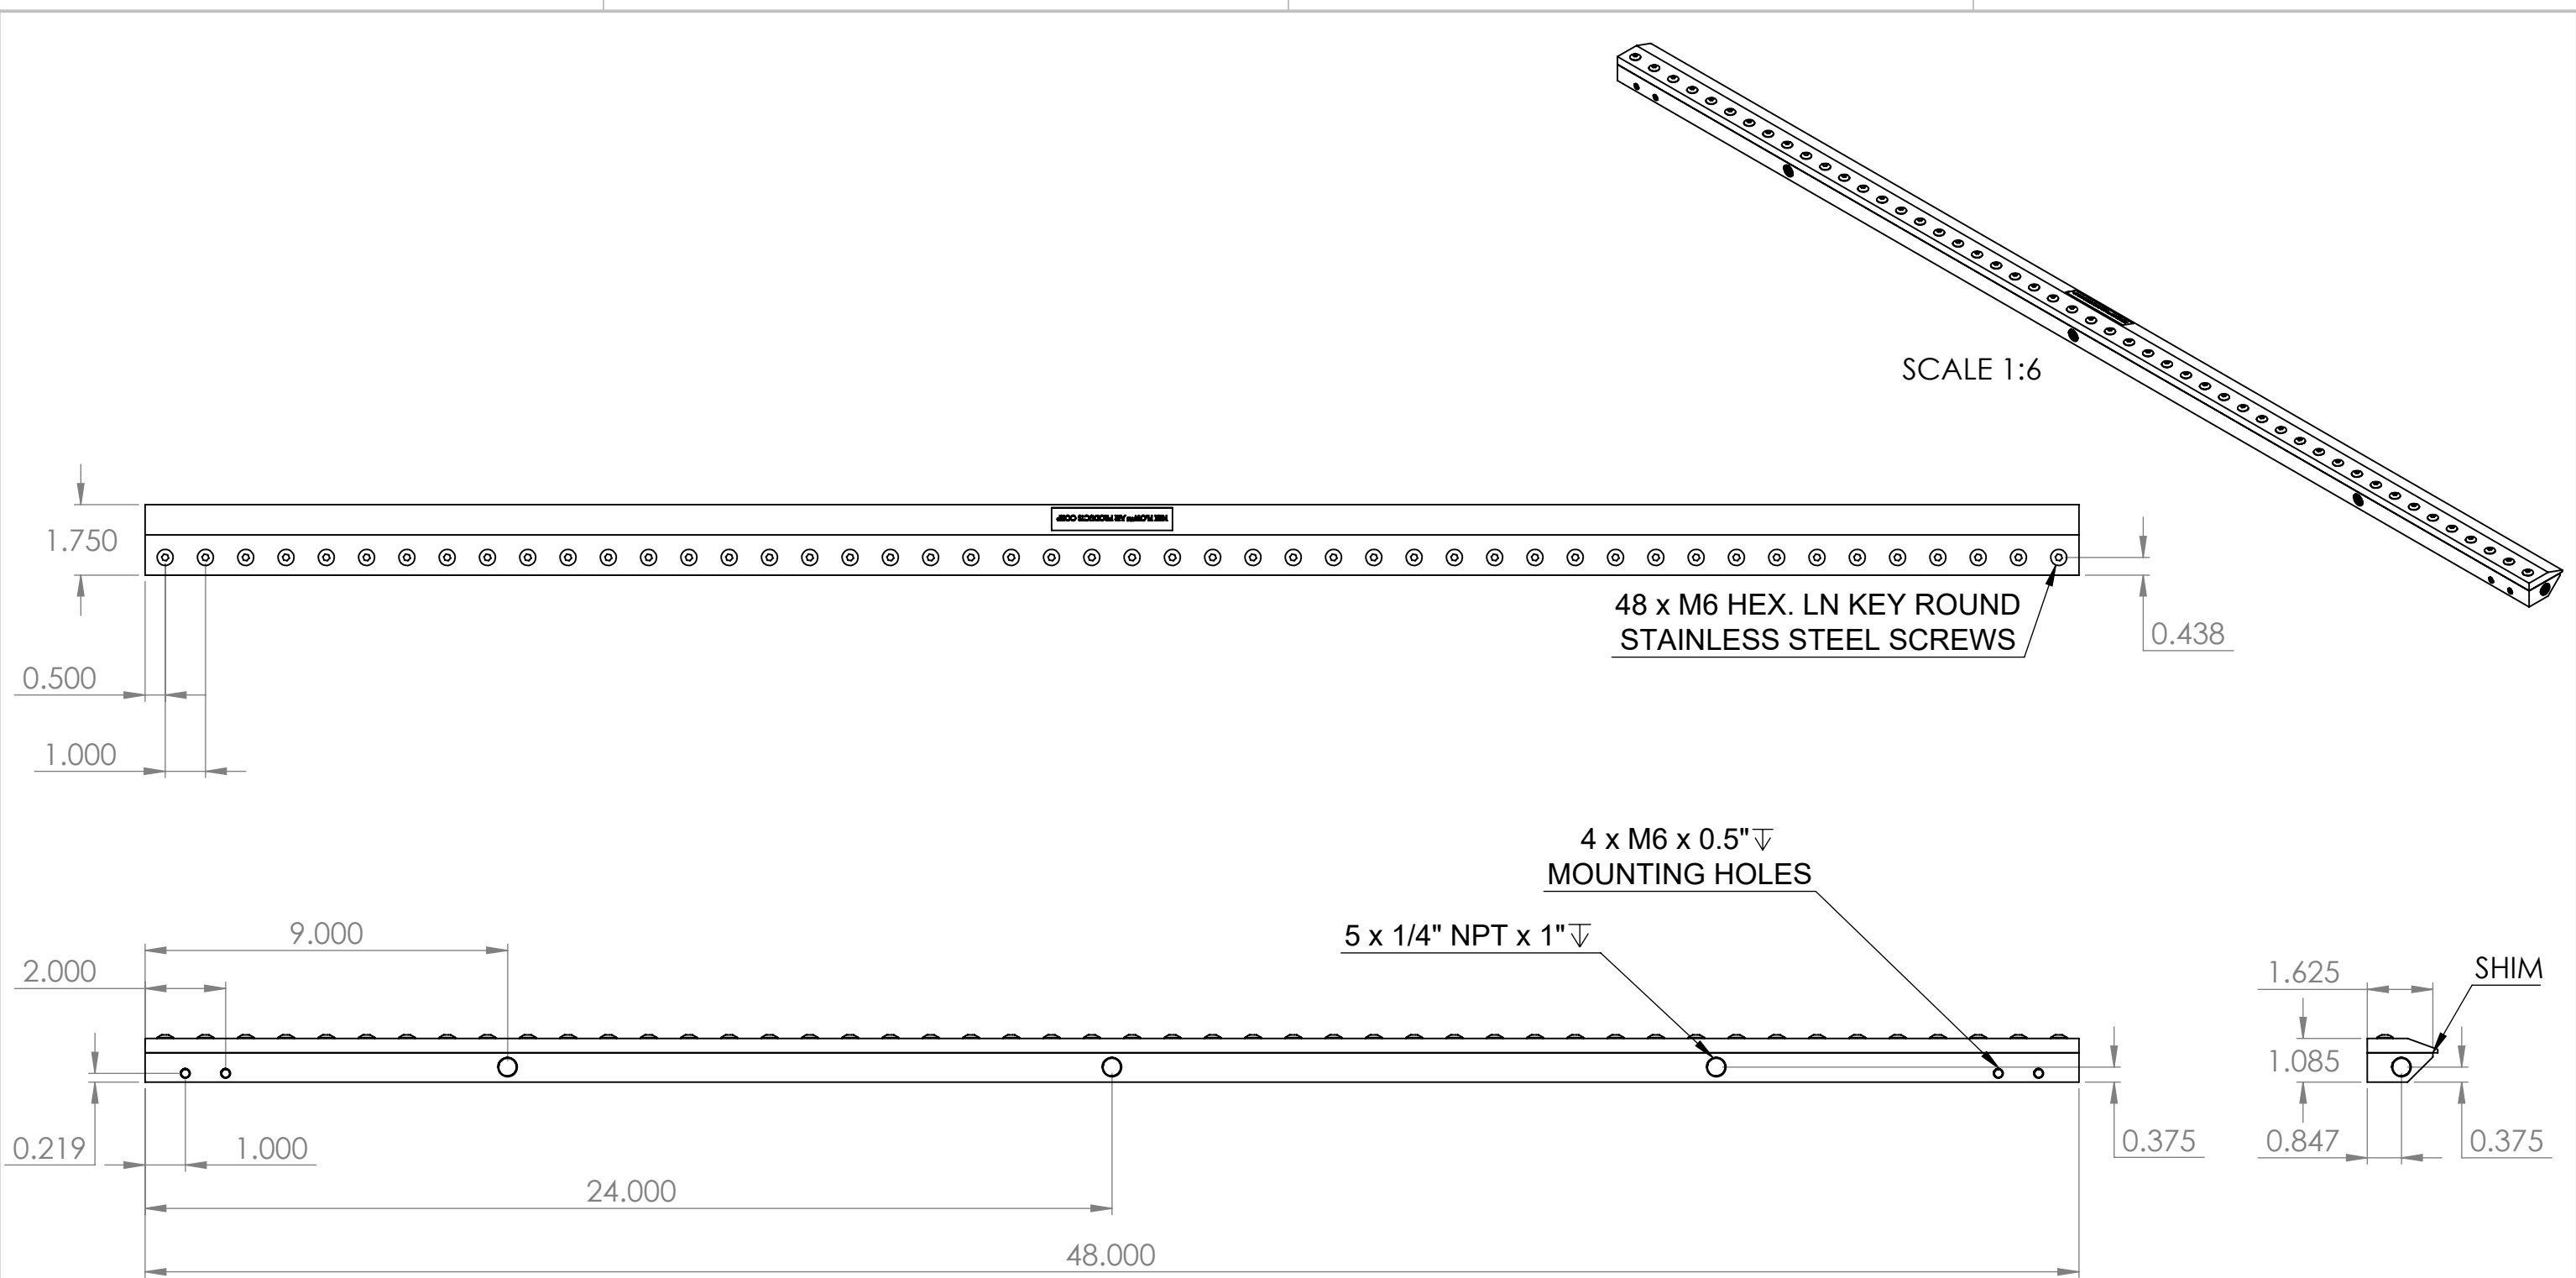 SCALE 1:6
1.750
48 x M6 HEX. LN KEY ROUND
STAINLESS STEEL SCREWS
0.438
0.500
1.000
4 x M6 x 0.5"↧
MOUNTING HOLES
5 x 1/4" NPT x 1"↧
9.000
2.000
1.625
SHIM
1.085
0.219
1.000
0.375
0.847
0.375
24.000
48.000